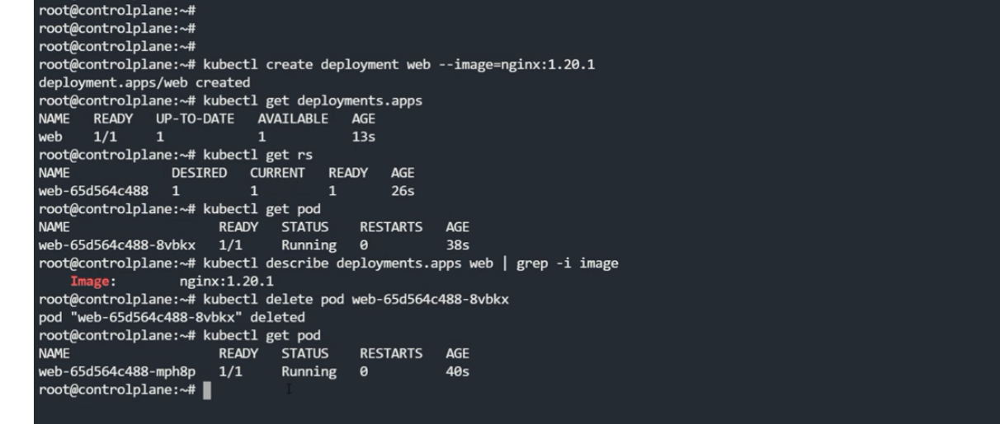 root@controlplane:~#
root@controlplane:~#
root@controlplane:~#
root@controlplane:~# kubectl create deployment web --image=nginx:1.20.1
deployment.apps/web created
root@controlplane:~# kubectl get deployments.apps
NAME   READY   UP-TO-DATE   AVAILABLE   AGE
web    1/1     1            1           13s
root@controlplane:~# kubectl get rs
NAME             DESIRED   CURRENT   READY   AGE
web-65d564c488   1         1         1       26s
root@controlplane:~# kubectl get pod
NAME                   READY   STATUS    RESTARTS   AGE
web-65d564c488-8vbkx   1/1     Running   0          38s
root@controlplane:~# kubectl describe deployments.apps web | grep -i image
    Image:        nginx:1.20.1
root@controlplane:~# kubectl delete pod web-65d564c488-8vbkx
pod "web-65d564c488-8vbkx" deleted
root@controlplane:~# kubectl get pod
NAME                   READY   STATUS    RESTARTS   AGE
web-65d564c488-mph8p   1/1     Running   0          40s
root@controlplane:~#